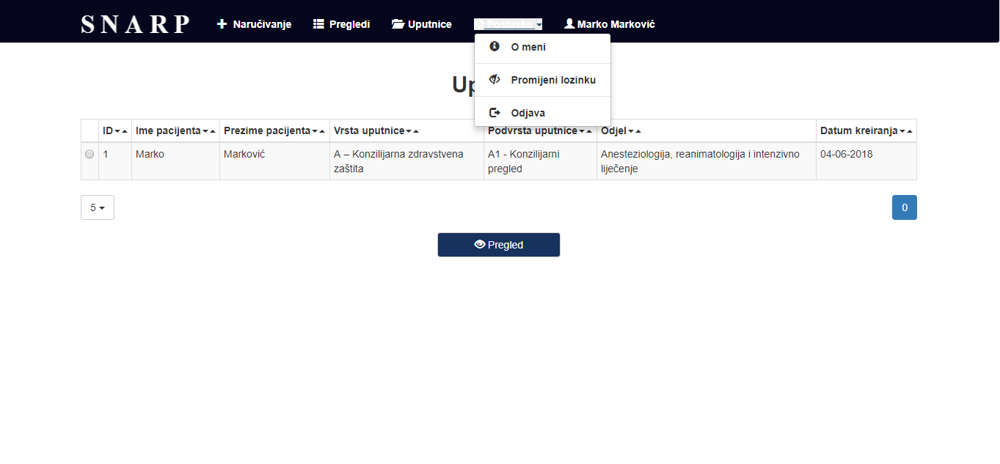 SNARP Naručivanje Pregledi Uputnice Postavke Marko Marković
O meni
Promijeni lozinku
Odjava
ID Ime pacijenta Prezime pacijenta Vrsta uputnice Podvrsta uputnice Odjel Datum kreiranja
1 Marko Marković A – Konzilijarna zdravstvena zaštita A1 - Konzilijarni pregled Anesteziologija, reanimatologija i intenzivno liječenje 04-06-2018
5 0
Pregled